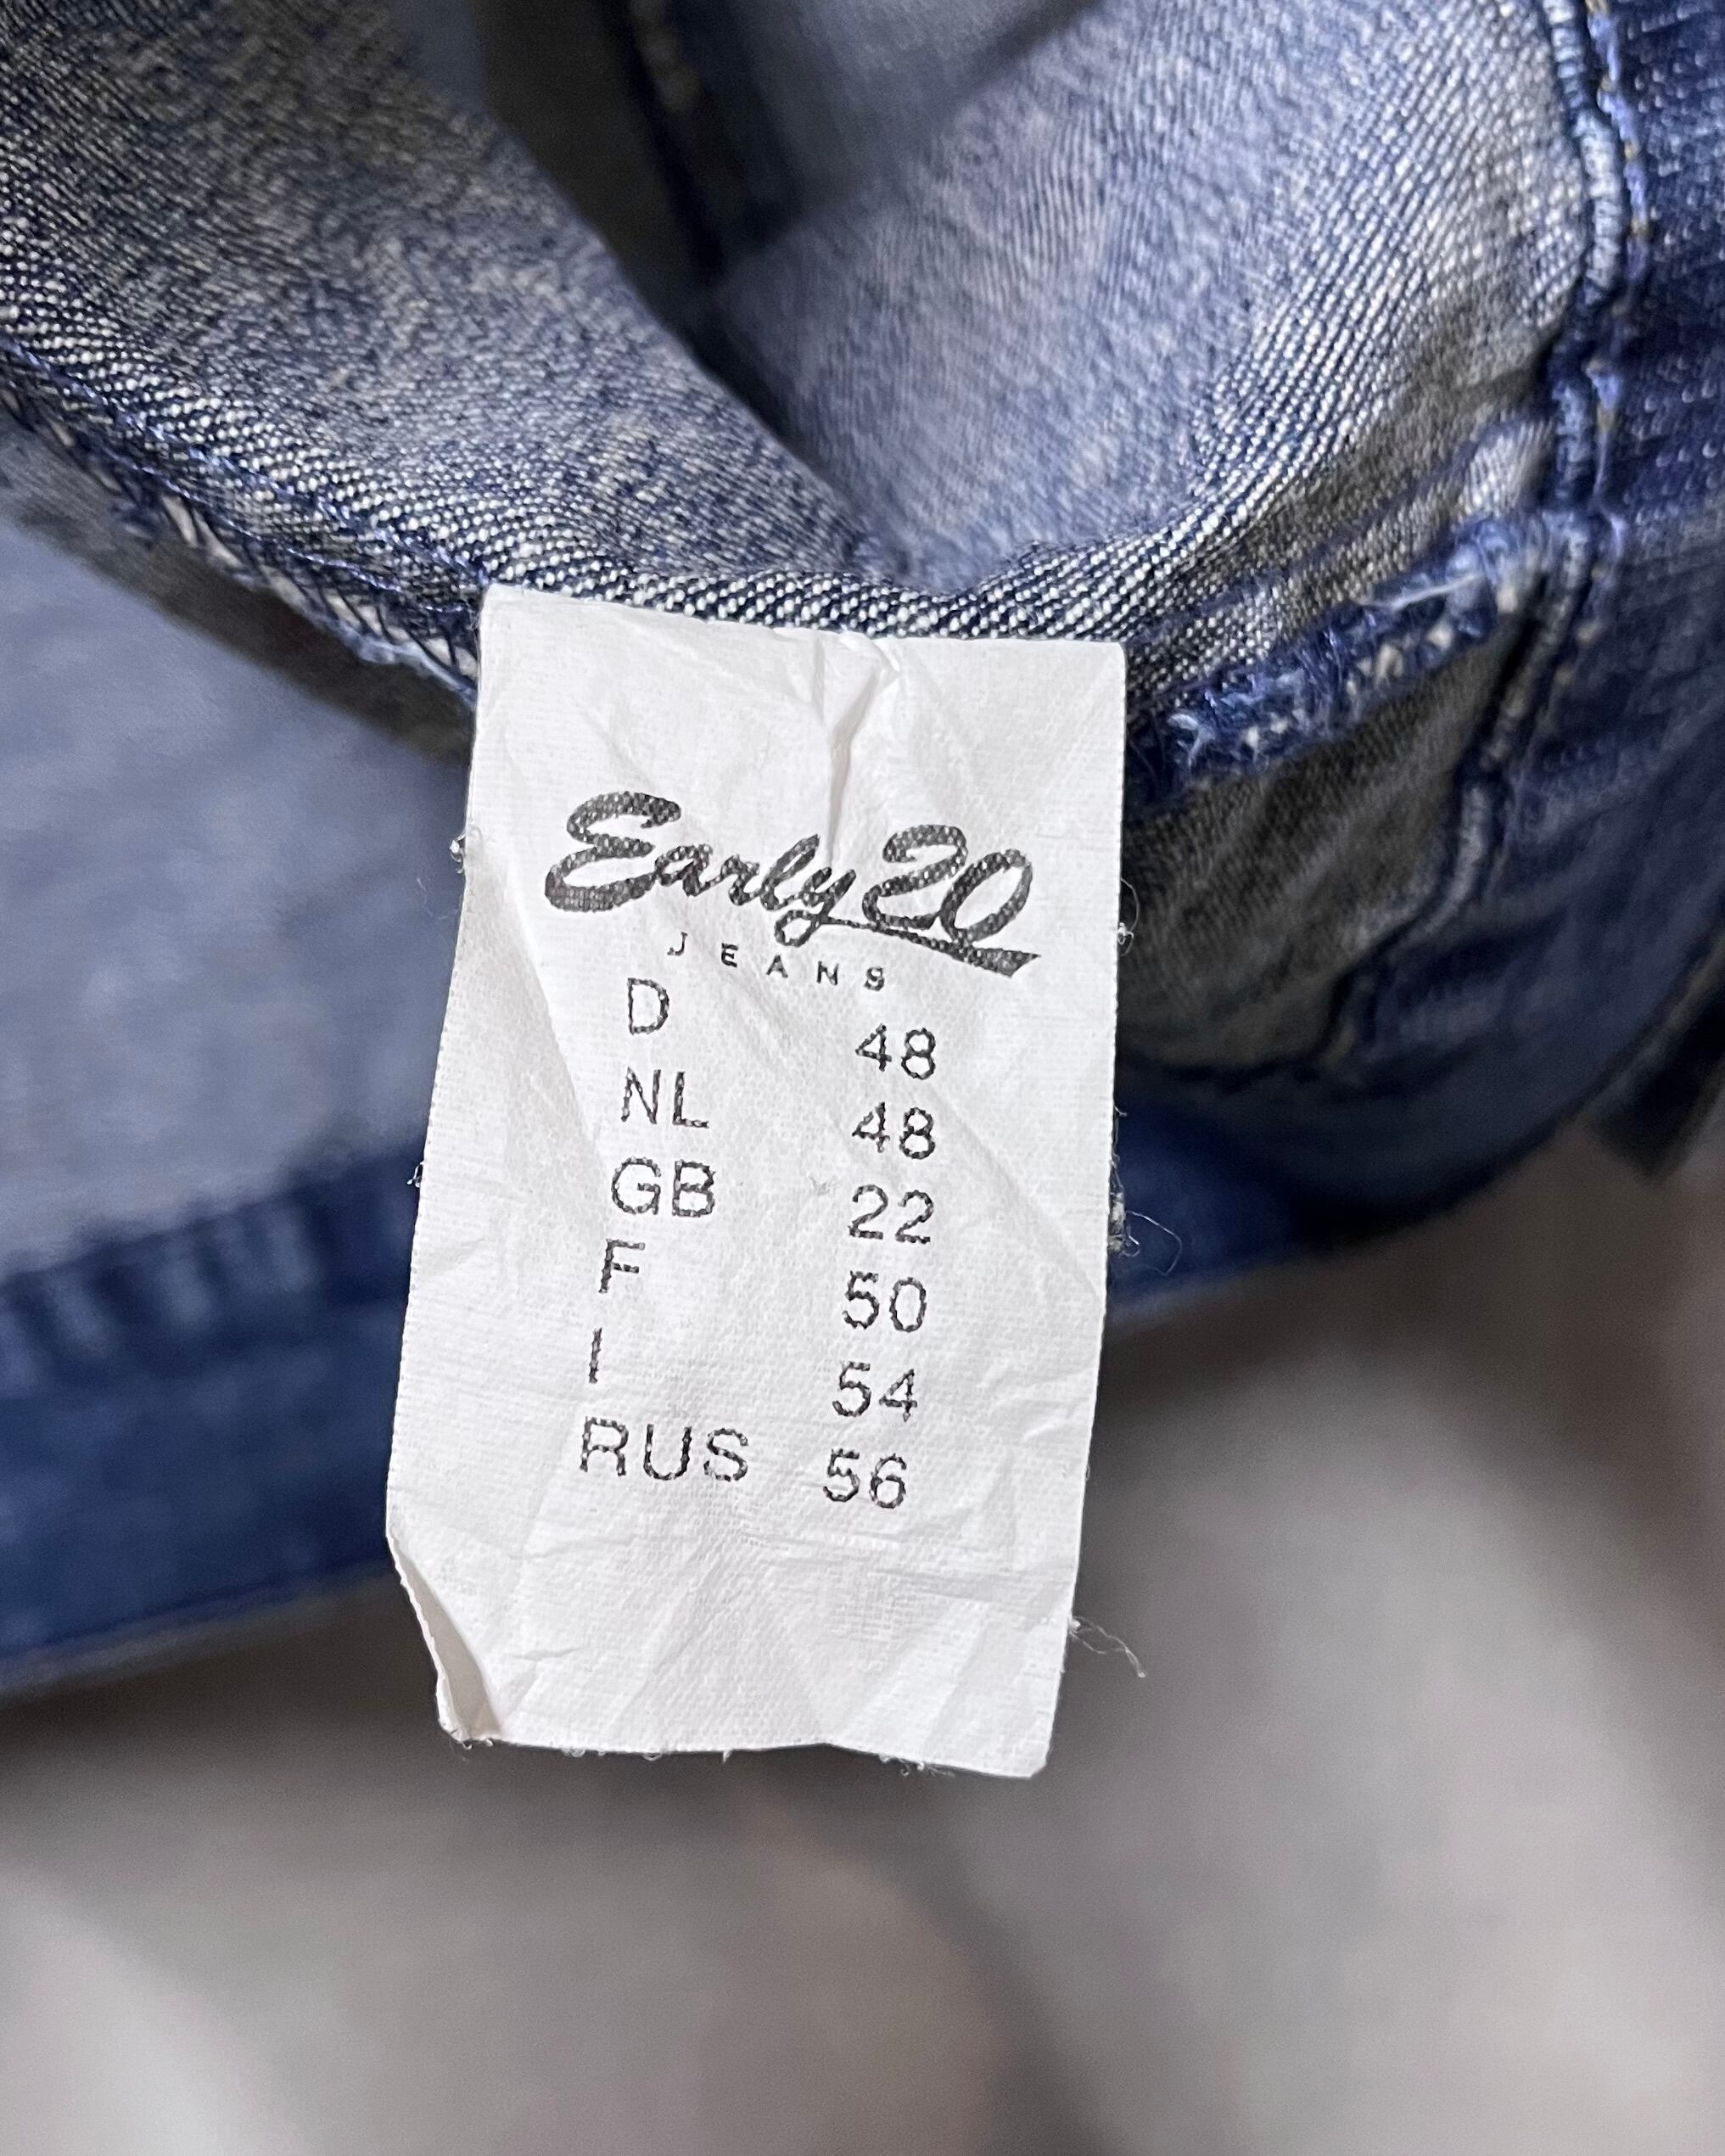 Early 20
JEANS
D 48
NL 48
GB 22
F 50
I 54
RUS 56